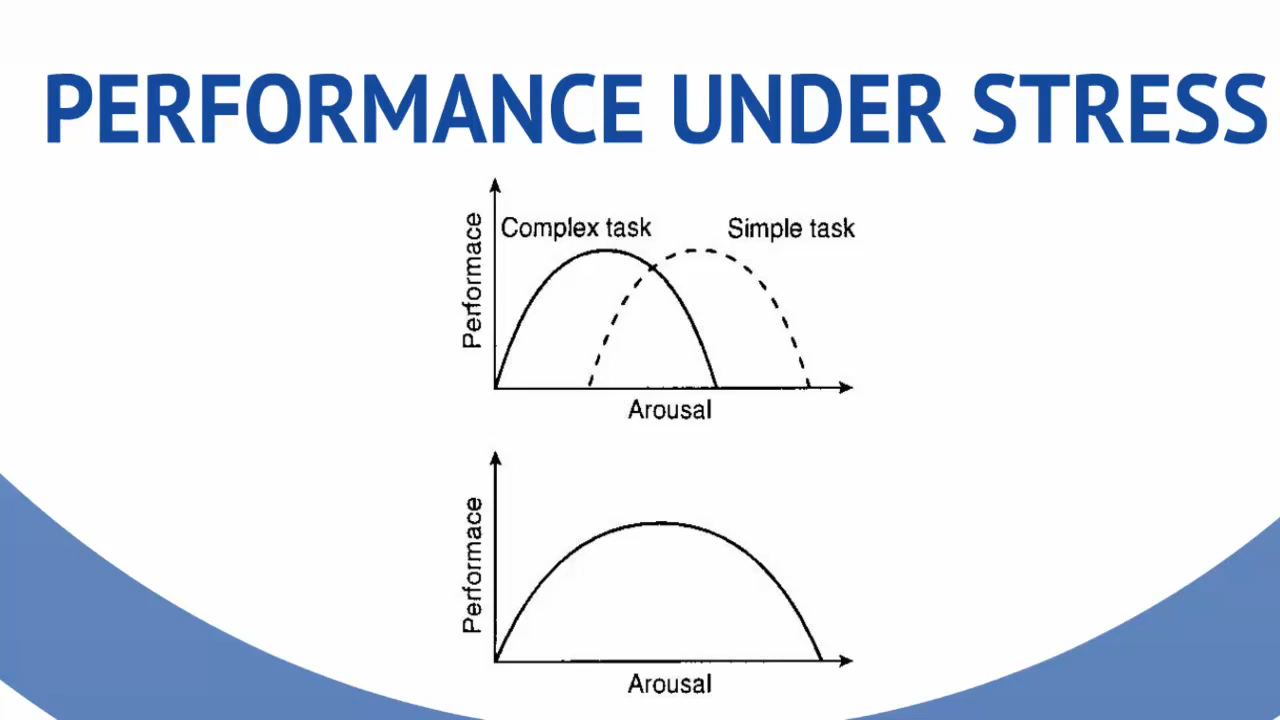 PERFORMANCE UNDER STRESS
Complex task
Simple task
Performace
Arousal
Performace
Arousal